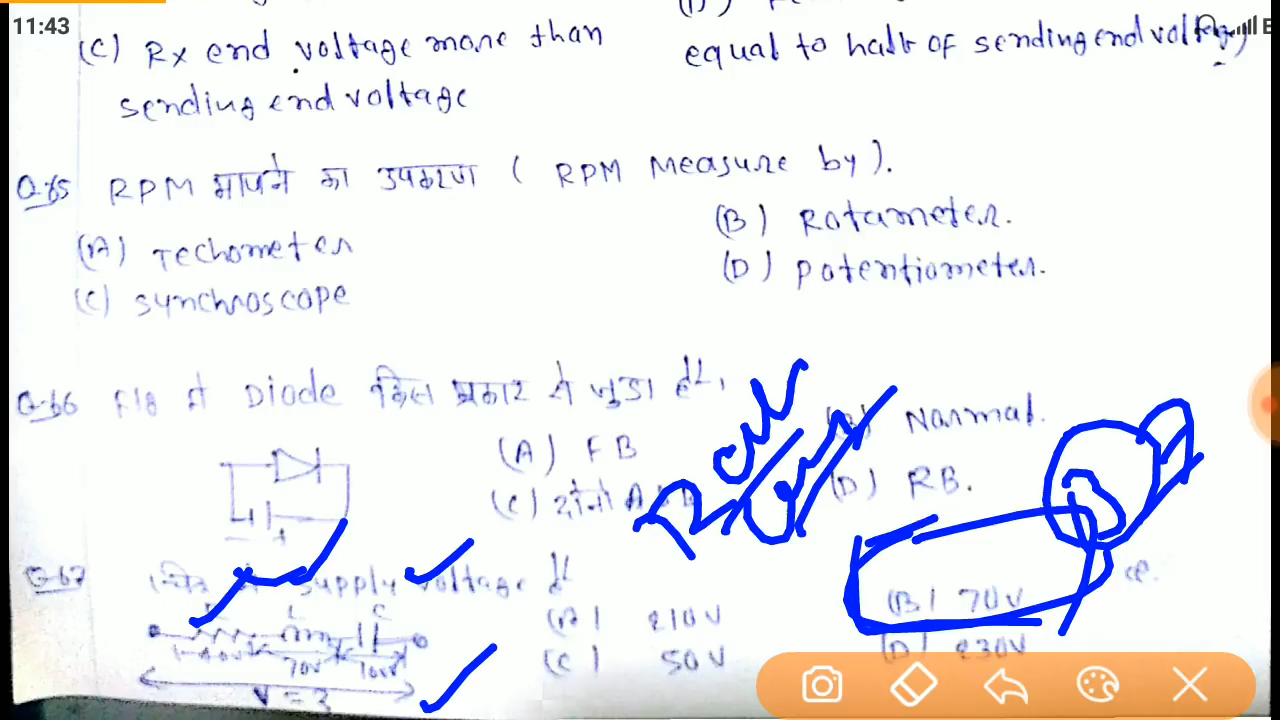 11:43
(C) Rx end voltage more than
sending end voltage
equal to half of sending end voltage)
Q.65 RPM मापने का उपकरण ( RPM Measure by ).
(A) Techometer
(B) Rotameter.
(C) synchroscope
(D) potentiometer.
Q.66 Fig में Diode किस प्रकार से जुडा है।
(A) FB
Normal.
(C) दोनो
(D) RB.
Q.67 supply voltage है
(A) 210V
(B) 70V
(C) 50V
(D) 230V
L C
70V 100V
V = ?